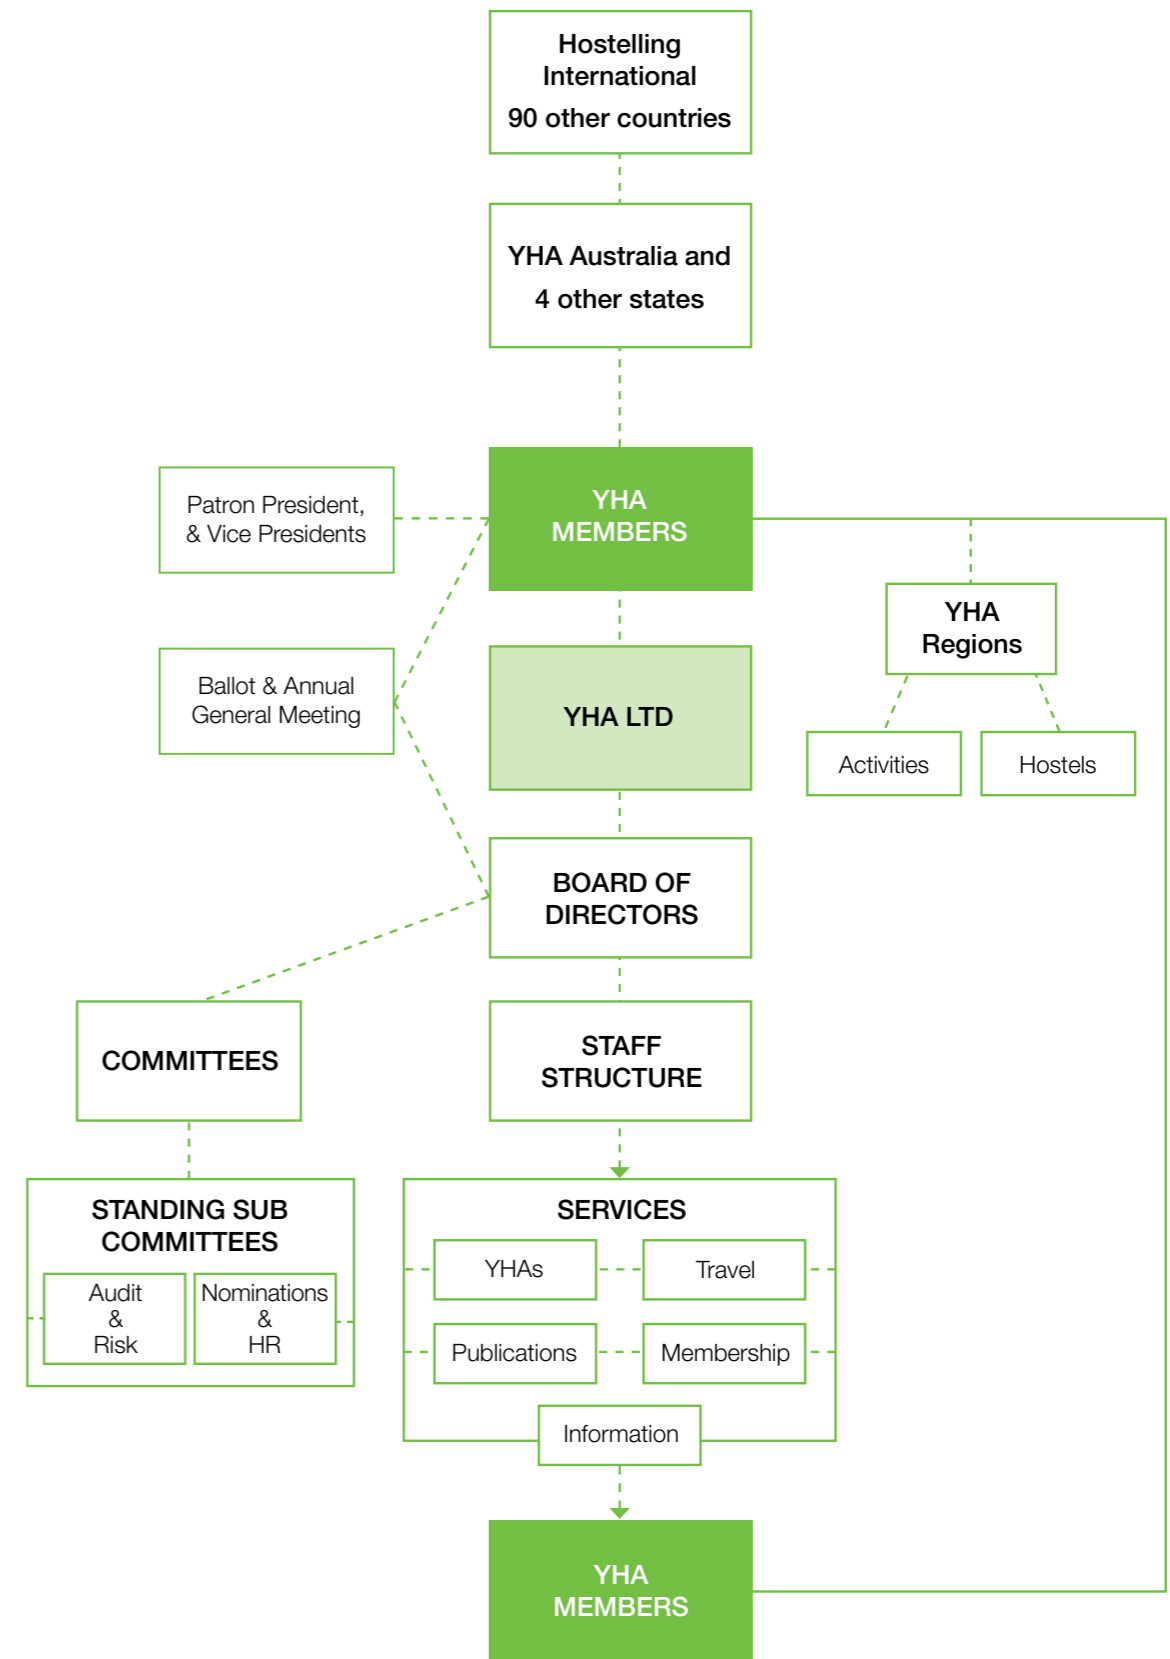 Hostelling
International
90 other countries
YHA Australia and
4 other states
Patron President,
& Vice Presidents
YHA
MEMBERS
YHA
Regions
Ballot & Annual
General Meeting
YHA LTD
Activities
Hostels
BOARD OF
DIRECTORS
COMMITTEES
STAFF
STRUCTURE
STANDING SUB
COMMITTEES
Audit
&
Risk
Nominations
&
HR
SERVICES
YHAs
Travel
Publications
Membership
Information
YHA
MEMBERS